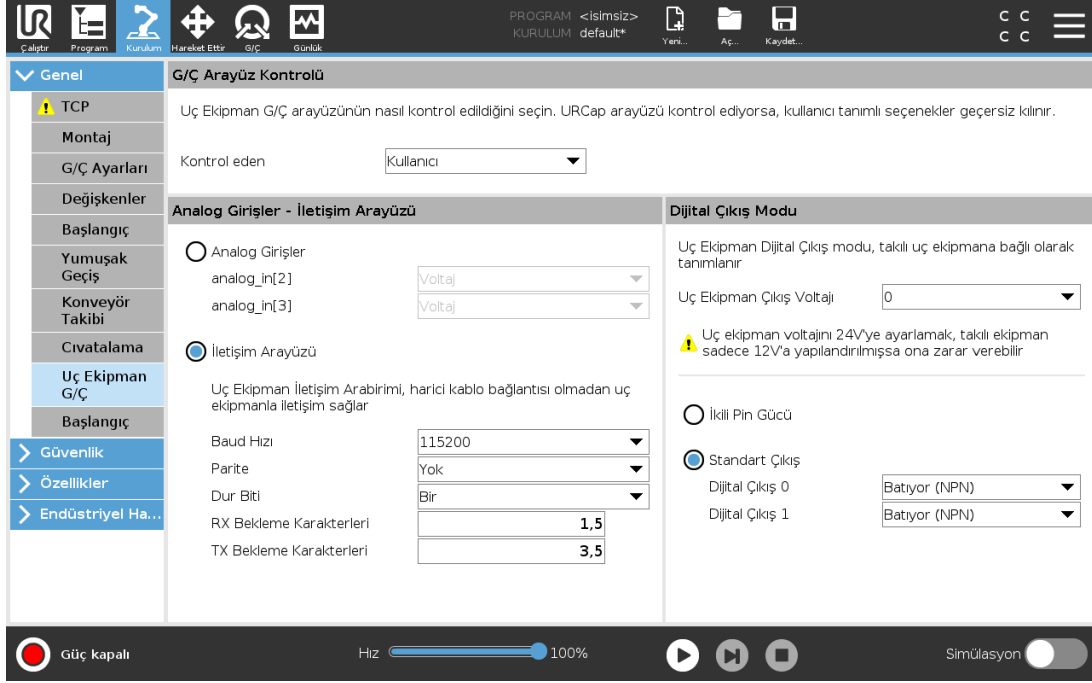 PROGRAM <isimsiz>
KURULUM default*
Çalıştır
Program
Kurulum
Hareket Ettir
G/Ç
Günlük
Yeni...
Aç...
Kaydet...
C C
C C
Genel
TCP
Montaj
G/Ç Ayarları
Değişkenler
Başlangıç
Yumuşak
Geçiş
Konveyör
Takibi
Cıvatalama
Uç Ekipman
G/Ç
Başlangıç
Güvenlik
Özellikler
Endüstriyel Ha...
G/Ç Arayüz Kontrolü
Uç Ekipman G/Ç arayüzünün nasıl kontrol edildiğini seçin. URCap arayüzü kontrol ediyorsa, kullanıcı tanımlı seçenekler geçersiz kılınır.
Kontrol eden
Kullanıcı
Analog Girişler - İletişim Arayüzü
Analog Girişler
analog_in[2] Voltaj
analog_in[3] Voltaj
İletişim Arayüzü
Uç Ekipman İletişim Arabirimi, harici kablo bağlantısı olmadan uç
ekipmanla iletişim sağlar
Baud Hızı 115200
Parite Yok
Dur Biti Bir
RX Bekleme Karakterleri 1,5
TX Bekleme Karakterleri 3,5
Dijital Çıkış Modu
Uç Ekipman Dijital Çıkış modu, takılı uç ekipmana bağlı olarak
tanımlanır
Uç Ekipman Çıkış Voltajı 0
Uç ekipman voltajını 24V'ye ayarlamak, takılı ekipman
sadece 12V'a yapılandırılmışsa ona zarar verebilir
İkili Pin Gücü
Standart Çıkış
Dijital Çıkış 0 Batıyor (NPN)
Dijital Çıkış 1 Batıyor (NPN)
Güç kapalı
Hız 100%
Simülasyon